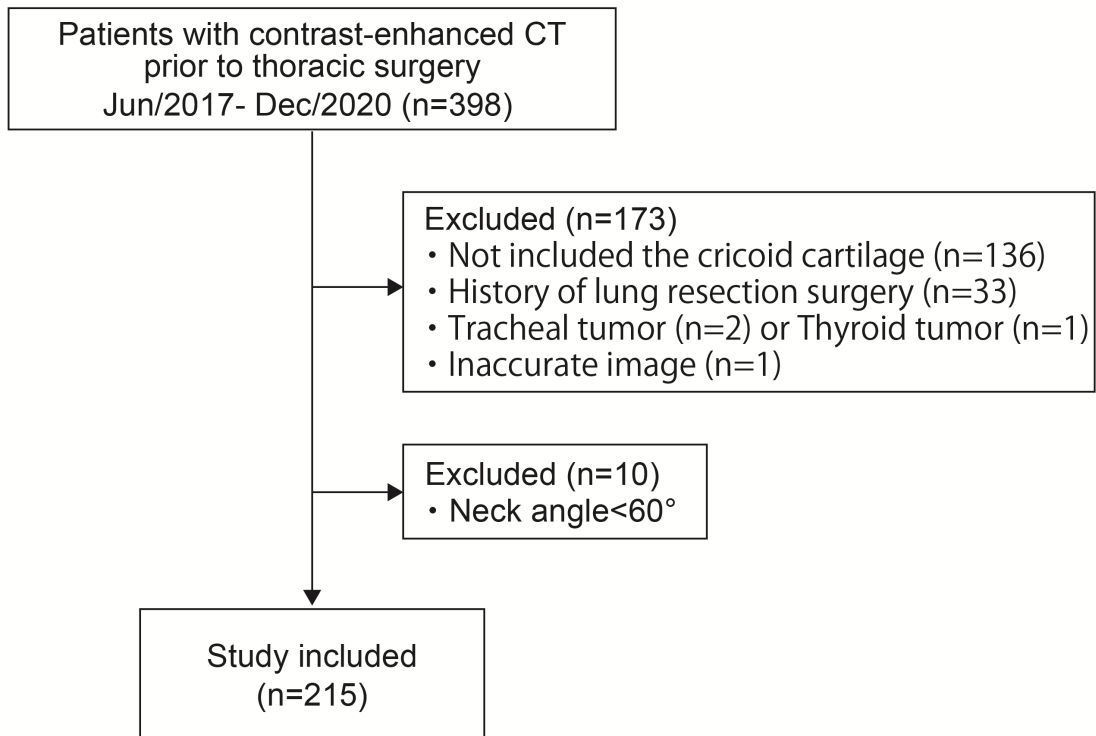 Patients with contrast-enhanced CT
prior to thoracic surgery
Jun/2017- Dec/2020 (n=398)
Excluded (n=173)
・Not included the cricoid cartilage (n=136)
・History of lung resection surgery (n=33)
・Tracheal tumor (n=2) or Thyroid tumor (n=1)
・Inaccurate image (n=1)
Excluded (n=10)
・Neck angle<60°
Study included
(n=215)